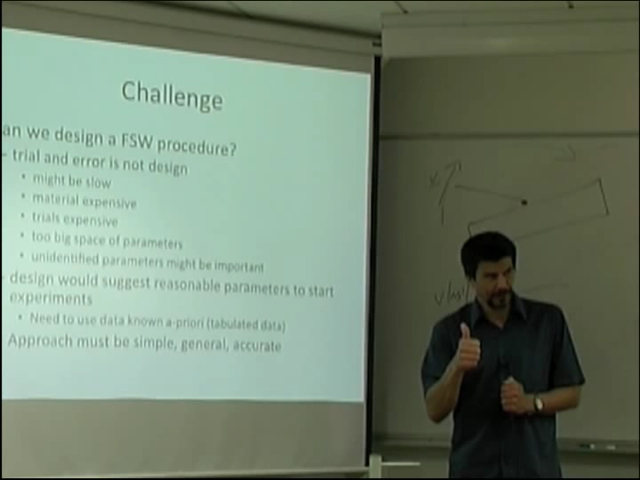 Challenge
an we design a FSW procedure?
- trial and error is not design
• might be slow
• material expensive
• trials expensive
• too big space of parameters
• unidentified parameters might be important
- design would suggest reasonable parameters to start
experiments
• Need to use data known a-priori (tabulated data)
Approach must be simple, general, accurate